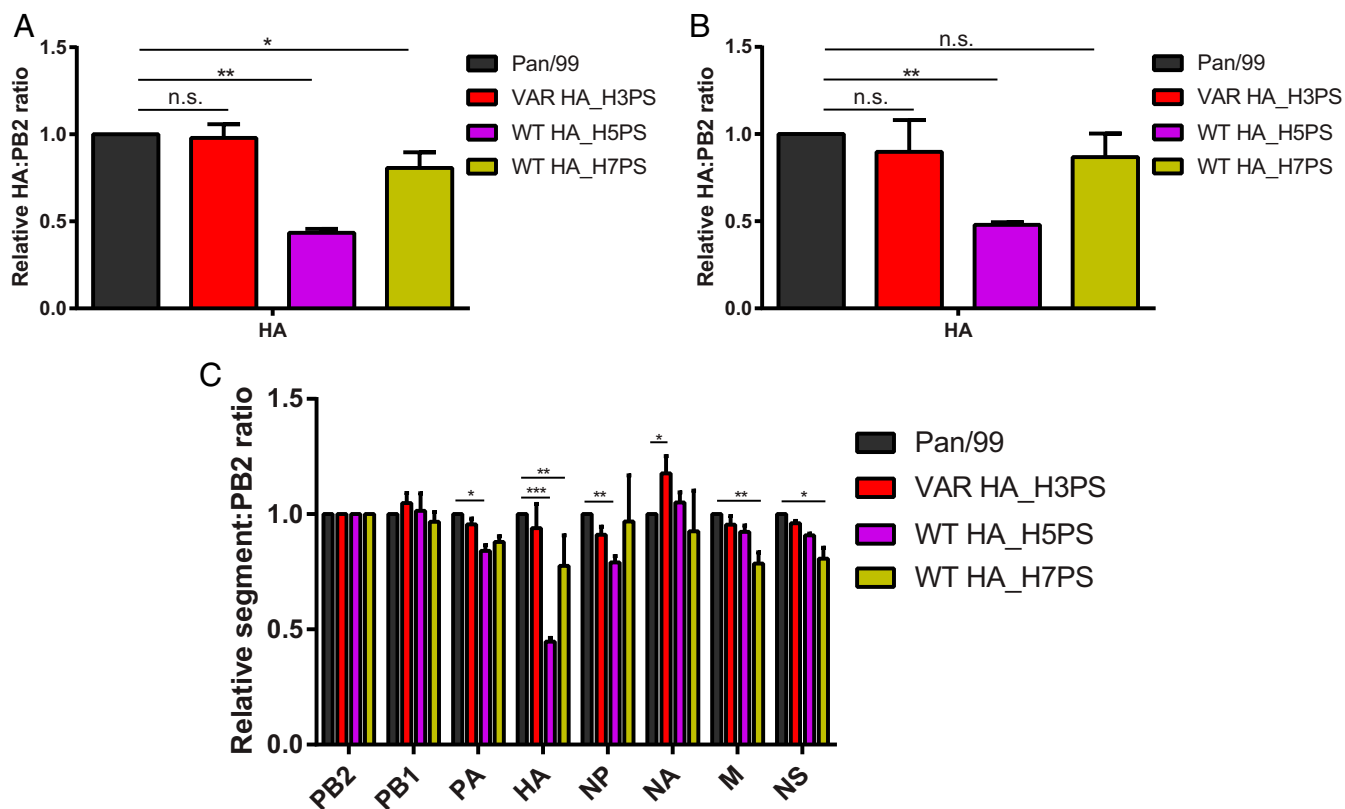 A
Relative HA:PB2 ratio
1.5
1.0
0.5
0.0
*
**
n.s.
HA
Pan/99
VAR HA_H3PS
WT HA_H5PS
WT HA_H7PS
B
Relative HA:PB2 ratio
1.5
1.0
0.5
0.0
n.s.
**
n.s.
HA
Pan/99
VAR HA_H3PS
WT HA_H5PS
WT HA_H7PS
C
Relative segment:PB2 ratio
1.5
1.0
0.5
0.0
*
**
***
**
*
**
*
PB2
PB1
PA
HA
NP
NA
M
NS
Pan/99
VAR HA_H3PS
WT HA_H5PS
WT HA_H7PS